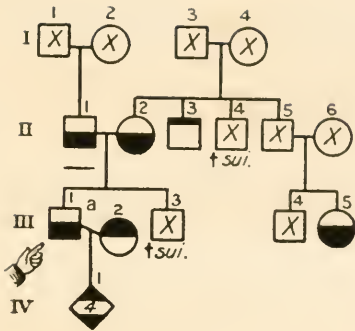 1 2 3 4
I X X X X
1 2 3 4 5 6
II X X X
† sui.
1 a 2 3 4 5
III X X
† sui.
1
IV 4